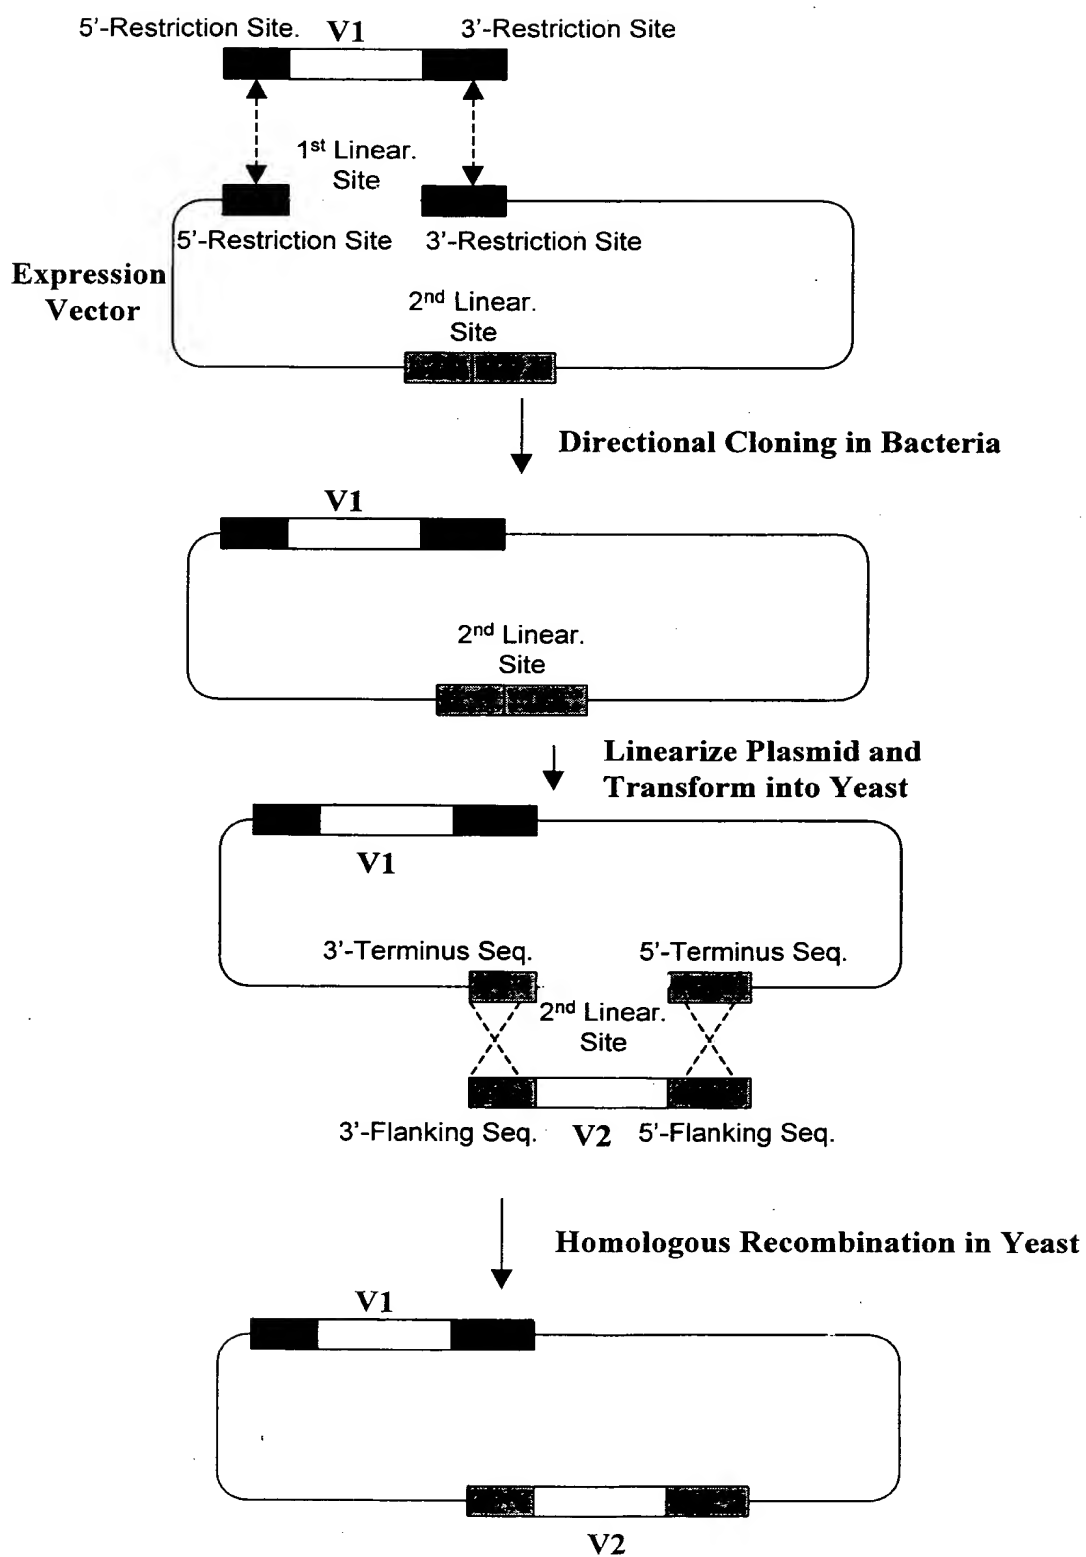 5'-Restriction Site.
V1
3'-Restriction Site
1st Linear.
Site
5'-Restriction Site
3'-Restriction Site
Expression
Vector
2nd Linear.
Site
Directional Cloning in Bacteria
V1
2nd Linear.
Site
Linearize Plasmid and
Transform into Yeast
V1
3'-Terminus Seq.
5'-Terminus Seq.
2nd Linear.
Site
3'-Flanking Seq.
V2
5'-Flanking Seq.
Homologous Recombination in Yeast
V1
V2